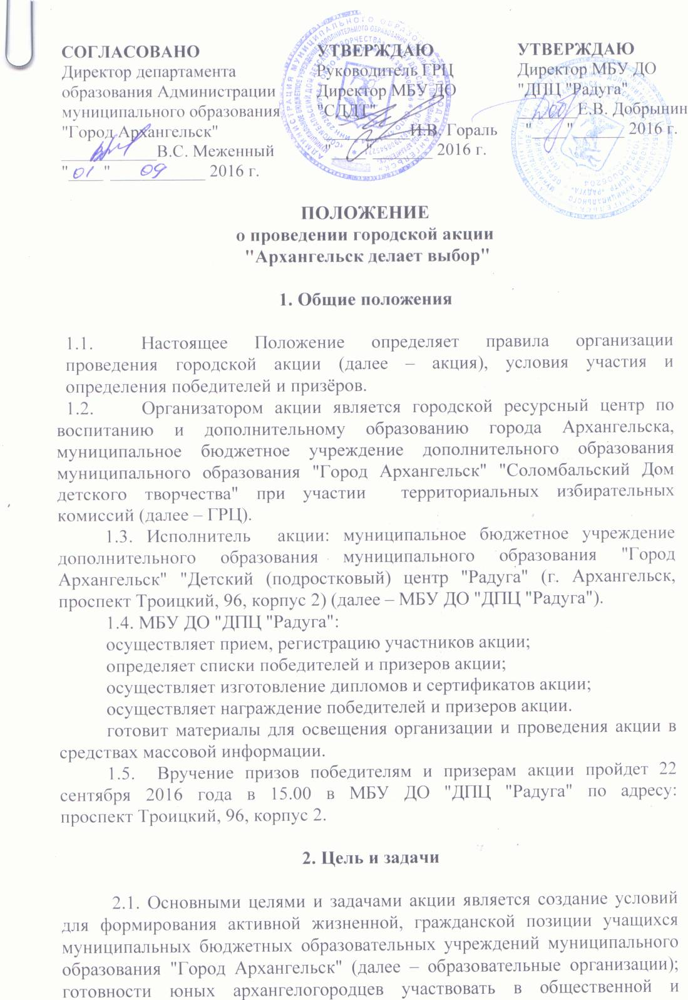 СОГЛАСОВАНО
Директор департамента
образования Администрации
муниципального образования
"Город Архангельск"
____________В.С. Меженный
"01" 09 2016 г.
УТВЕРЖДАЮ
Руководитель ГРЦ
Директор МБУ ДО
"СДДТ"
____________И.В. Гораль
"____" _______ 2016 г.
УТВЕРЖДАЮ
Директор МБУ ДО
"ДПЦ "Радуга"
_______Е.В. Добрынин
"____"______ 2016 г.
ПОЛОЖЕНИЕ
о проведении городской акции
"Архангельск делает выбор"
1. Общие положения
1.1. Настоящее Положение определяет правила организации
проведения городской акции (далее – акция), условия участия и
определения победителей и призёров.
1.2. Организатором акции является городской ресурсный центр по
воспитанию и дополнительному образованию города Архангельска,
муниципальное бюджетное учреждение дополнительного образования
муниципального образования "Город Архангельск" "Соломбальский Дом
детского творчества" при участии территориальных избирательных
комиссий (далее – ГРЦ).
1.3. Исполнитель акции: муниципальное бюджетное учреждение
дополнительного образования муниципального образования "Город
Архангельск" "Детский (подростковый) центр "Радуга" (г. Архангельск,
проспект Троицкий, 96, корпус 2) (далее – МБУ ДО "ДПЦ "Радуга").
1.4. МБУ ДО "ДПЦ "Радуга":
осуществляет прием, регистрацию участников акции;
определяет списки победителей и призеров акции;
осуществляет изготовление дипломов и сертификатов акции;
осуществляет награждение победителей и призеров акции.
готовит материалы для освещения организации и проведения акции в
средствах массовой информации.
1.5. Вручение призов победителям и призерам акции пройдет 22
сентября 2016 года в 15.00 в МБУ ДО "ДПЦ "Радуга" по адресу:
проспект Троицкий, 96, корпус 2.
2. Цель и задачи
2.1. Основными целями и задачами акции является создание условий
для формирования активной жизненной, гражданской позиции учащихся
муниципальных бюджетных образовательных учреждений муниципального
образования "Город Архангельск" (далее – образовательные организации);
готовности юных архангелогородцев участвовать в общественной и